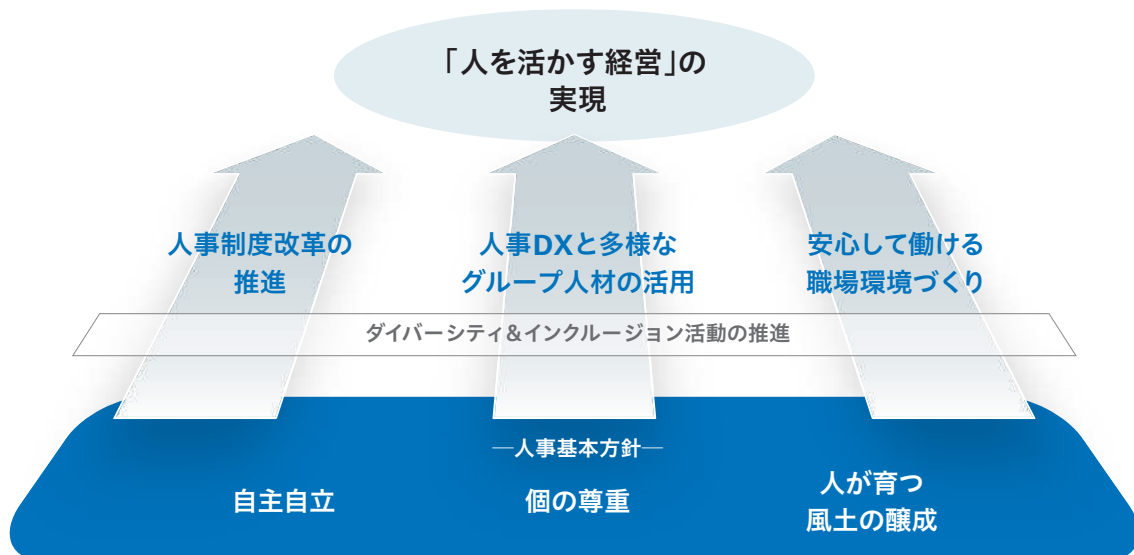 「人を活かす経営」の
実現
人事制度改革の
推進
人事DXと多様な
グループ人材の活用
安心して働ける
職場環境づくり
ダイバーシティ&インクルージョン活動の推進
―人事基本方針―
自主自立
個の尊重
人が育つ
風土の醸成